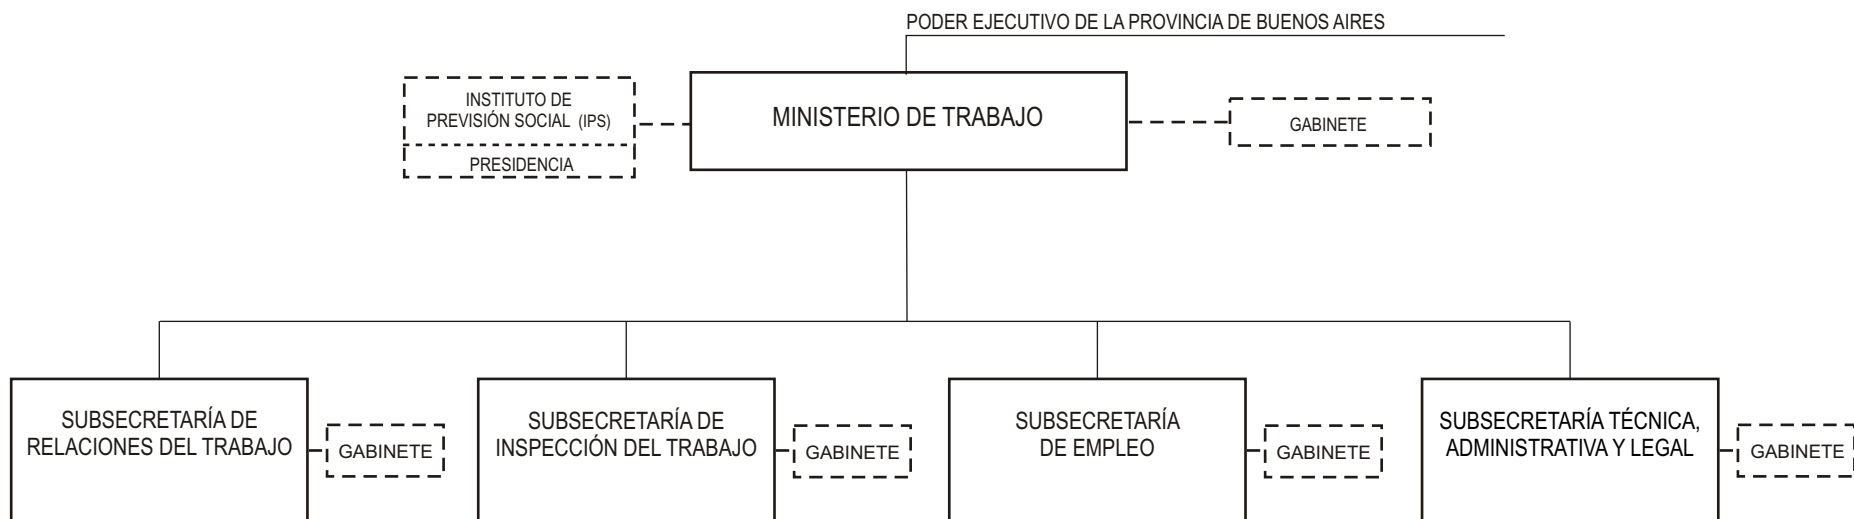 PODER EJECUTIVO DE LA PROVINCIA DE BUENOS AIRES
INSTITUTO DE
PREVISIÓN SOCIAL (IPS)
PRESIDENCIA
MINISTERIO DE TRABAJO
GABINETE
SUBSECRETARÍA DE
RELACIONES DEL TRABAJO
GABINETE
SUBSECRETARÍA DE
INSPECCIÓN DEL TRABAJO
GABINETE
SUBSECRETARÍA
DE EMPLEO
GABINETE
SUBSECRETARÍA TÉCNICA,
ADMINISTRATIVA Y LEGAL
GABINETE